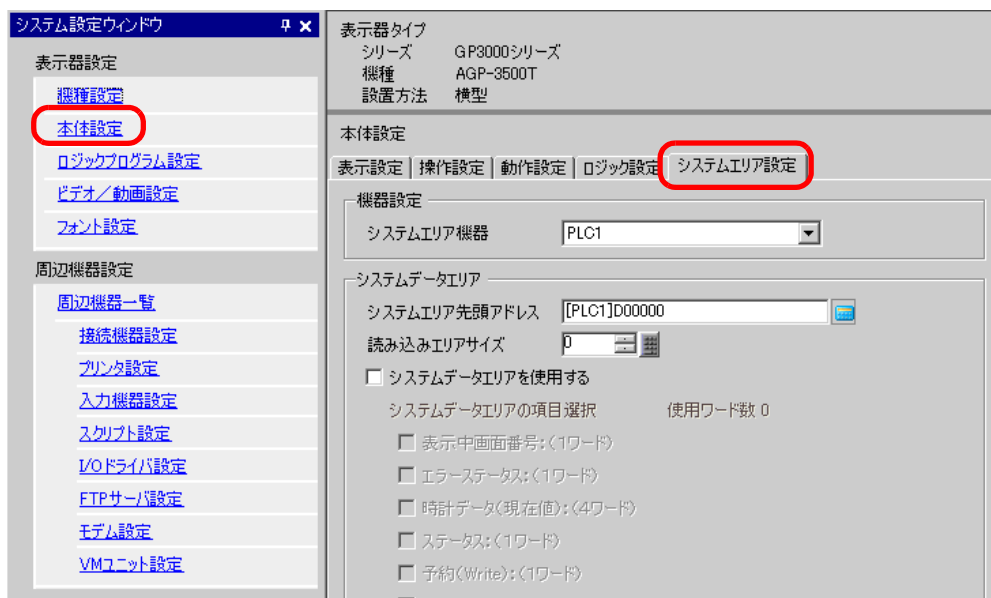 システム設定ウィンドウ
表示器設定
機種設定
本体設定
ロジックプログラム設定
ビデオ／動画設定
フォント設定
周辺機器設定
周辺機器一覧
接続機器設定
プリンタ設定
入力機器設定
スクリプト設定
I/Oドライバ設定
FTPサーバ設定
モデム設定
VMユニット設定
表示器タイプ
シリーズ GP3000シリーズ
機種 AGP-3500T
設置方法 横型
本体設定
表示設定 操作設定 動作設定 ロジック設定 システムエリア設定
機器設定
システムエリア機器 PLC1
システムデータエリア
システムエリア先頭アドレス [PLC1]D00000
読み込みエリアサイズ 0
システムデータエリアを使用する
システムデータエリアの項目選択 使用ワード数 0
表示中画面番号:(1ワード)
エラーステータス:(1ワード)
時計データ(現在値):(4ワード)
ステータス:(1ワード)
予約(Write):(1ワード)